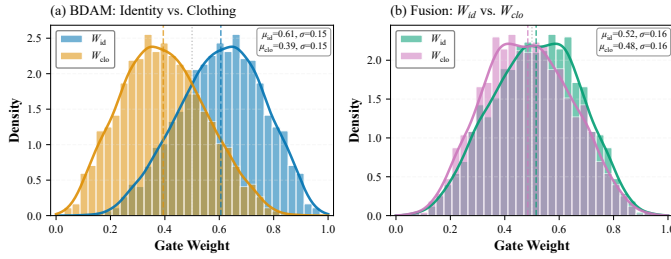 (a) BDAM: Identity vs. Clothing
W_id
W_clo
μ_id=0.61, σ=0.15
μ_clo=0.39, σ=0.15
Density
2.5
2.0
1.5
1.0
0.5
0.0
0.0 0.2 0.4 0.6 0.8 1.0
Gate Weight
(b) Fusion: W_id vs. W_clo
W_id
W_clo
μ_id=0.52, σ=0.16
μ_clo=0.48, σ=0.16
Density
2.0
1.5
1.0
0.5
0.0
0.0 0.2 0.4 0.6 0.8 1.0
Gate Weight